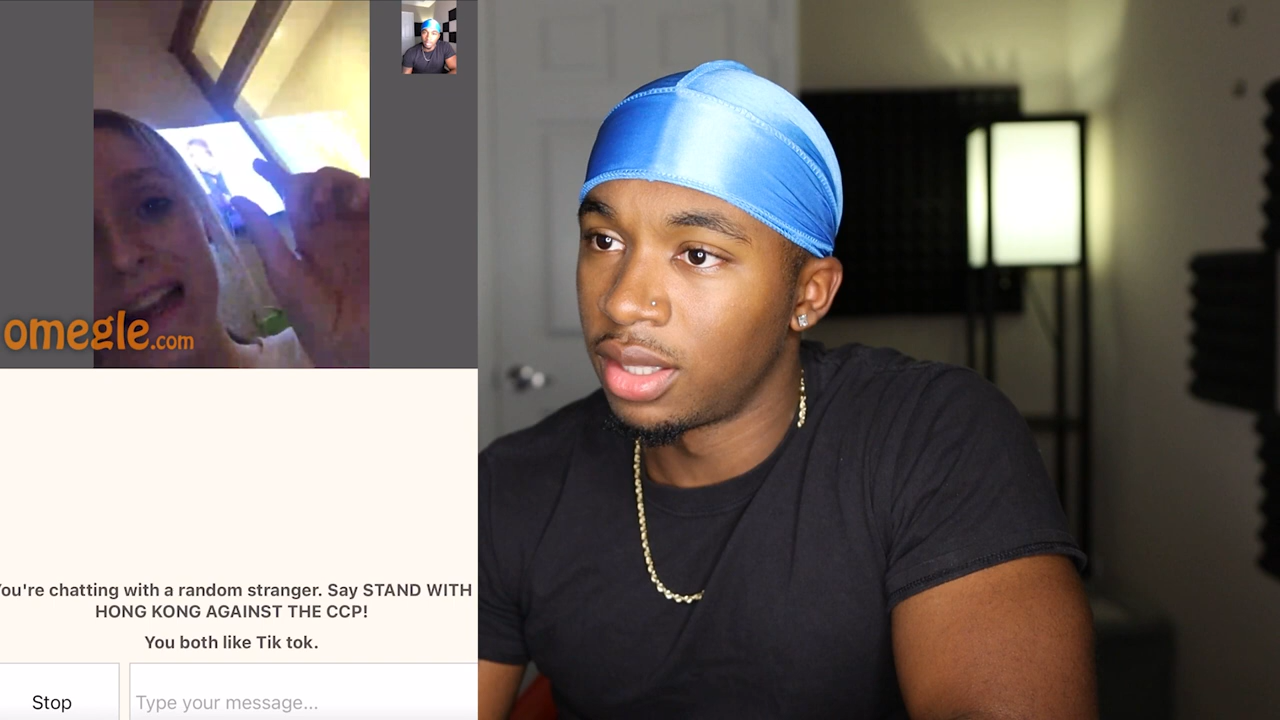 omegle.com
You're chatting with a random stranger. Say STAND WITH
HONG KONG AGAINST THE CCP!
You both like Tik tok.
Stop
Type your message...